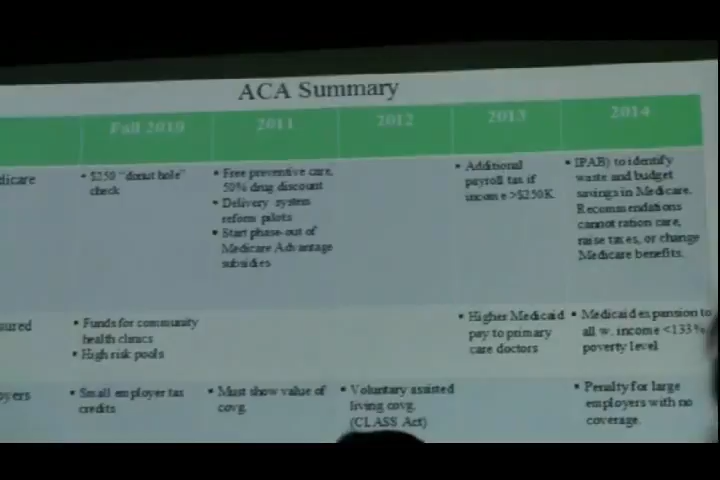 ACA Summary
Fall 2010 2011 2012 2013 2014
dicare
• $250 "donut hole"
check
• Free preventive care,
50% drug discount
• Delivery system
reform pilots
• Start phase-out of
Medicare Advantage
subsidies
• Additional
payroll tax if
income >$250K.
• IPAB) to identify
waste and budget
savings in Medicare.
Recommendations
cannot ration care,
raise taxes, or change
Medicare benefits.
sured
• Funds for community
health clinics
• High risk pools
• Higher Medicaid
pay to primary
care doctors
• Medicaid expansion to
all w. income <133%
poverty level
oyers
• Small employer tax
credits
• Must show value of
covg.
• Voluntary assisted
living covg.
(CLASS Act)
• Penalty for large
employers with no
coverage.